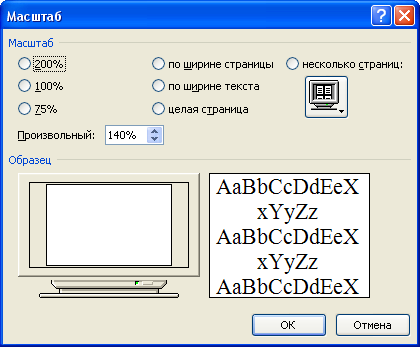 Масштаб
Масштаб
200% по ширине страницы несколько страниц:
100% по ширине текста
75% целая страница
Произвольный: 140%
Образец
AaBbCcDdEeX
xYyZz
AaBbCcDdEeX
xYyZz
AaBbCcDdEeX
ОК Отмена